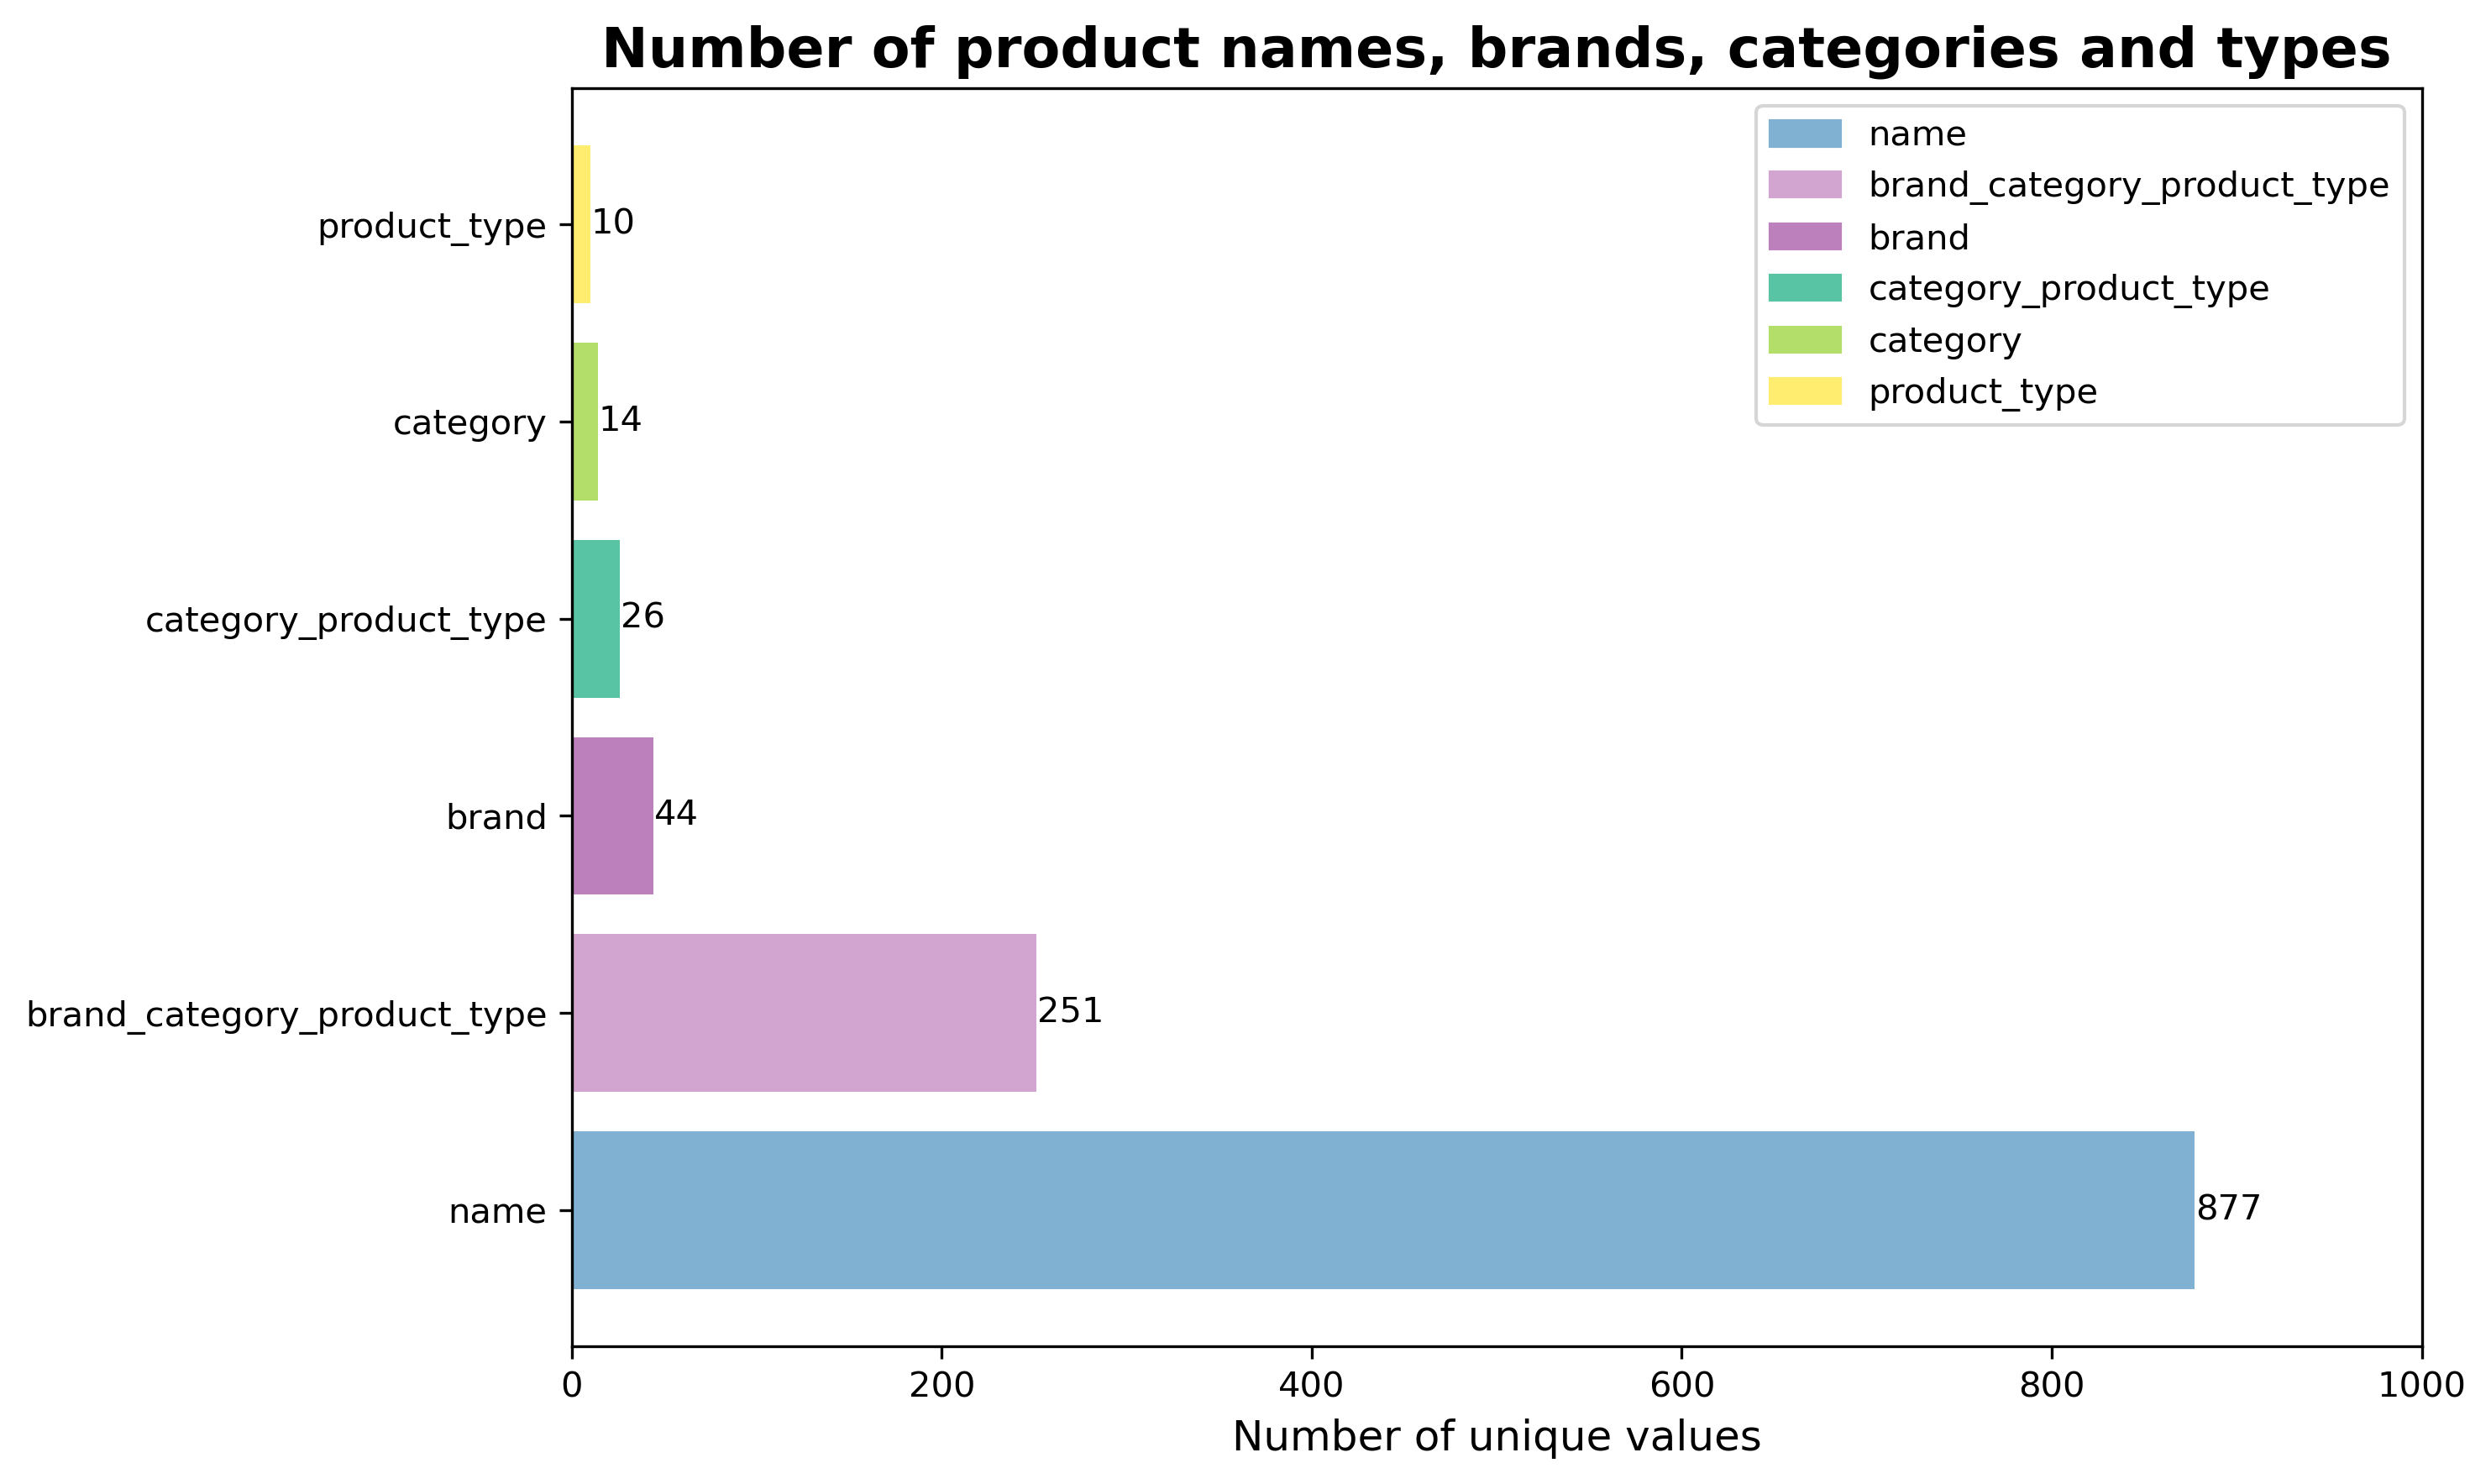 Number of product names, brands, categories and types
name
brand_category_product_type
brand
category_product_type
category
product_type
product_type
10
category
14
category_product_type
26
brand
44
brand_category_product_type
251
name
877
0 200 400 600 800 1000
Number of unique values